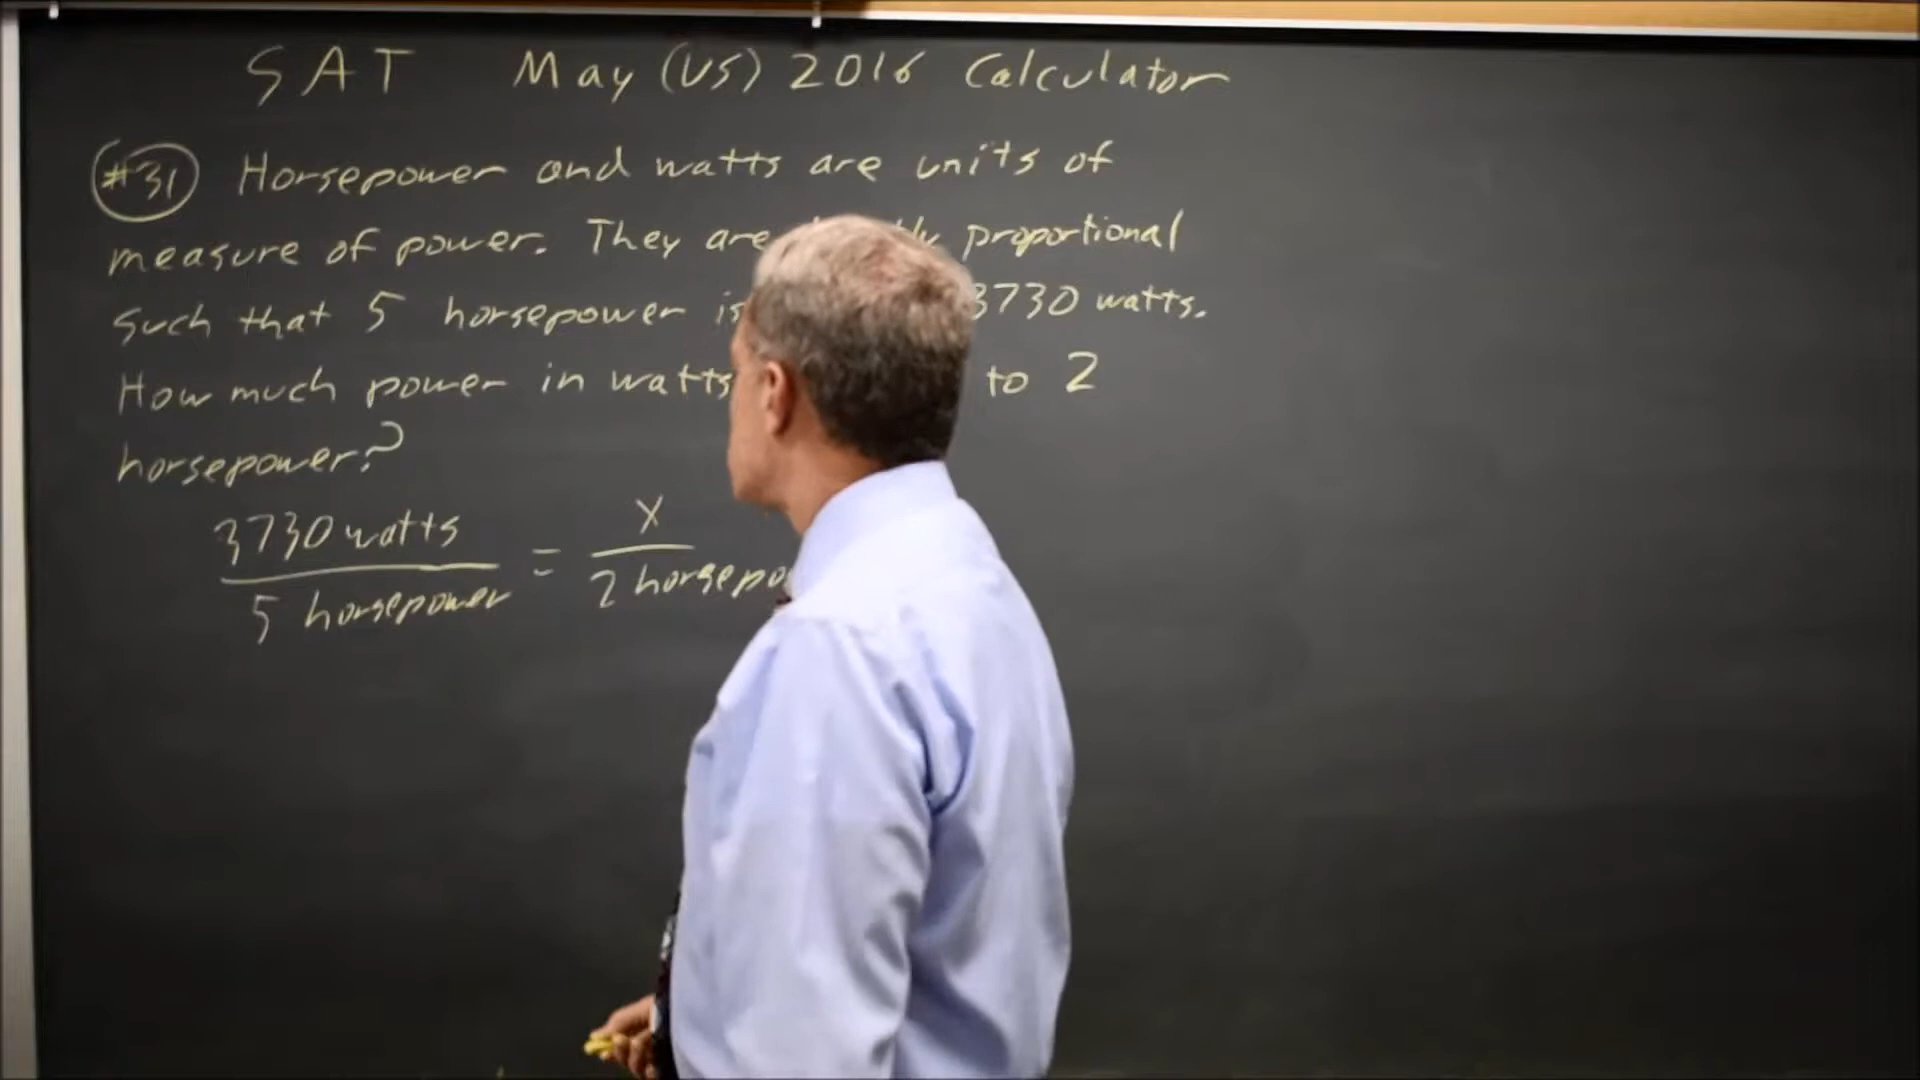 SAT May (US) 2016 Calculator
#31 Horsepower and watts are units of
measure of power. They are proportional
such that 5 horsepower is 3730 watts.
How much power in watts to 2
horsepower?
3730 watts / 5 horsepower = X / 2 horsepo